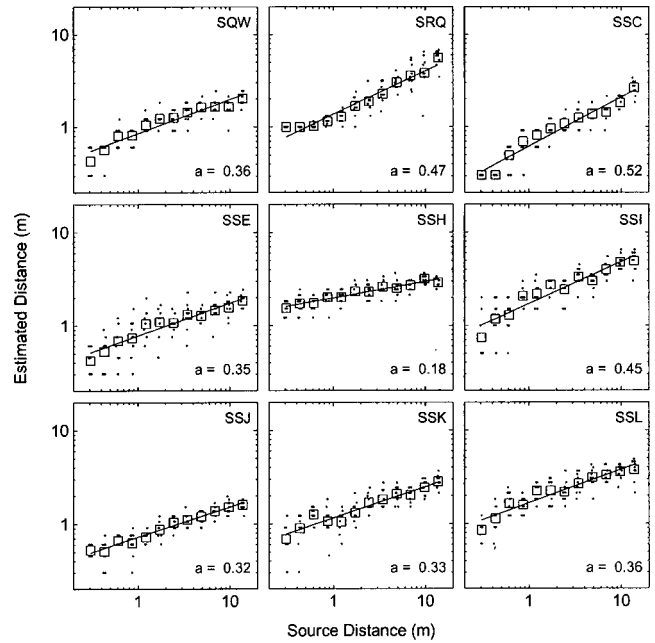 SQW
SRQ
SSC
10
1
a = 0.36
a = 0.47
a = 0.52
SSE
SSH
SSI
10
1
a = 0.35
a = 0.18
a = 0.45
Estimated Distance (m)
SSJ
SSK
SSL
10
1
a = 0.32
a = 0.33
a = 0.36
1 10 1 10 1 10
Source Distance (m)